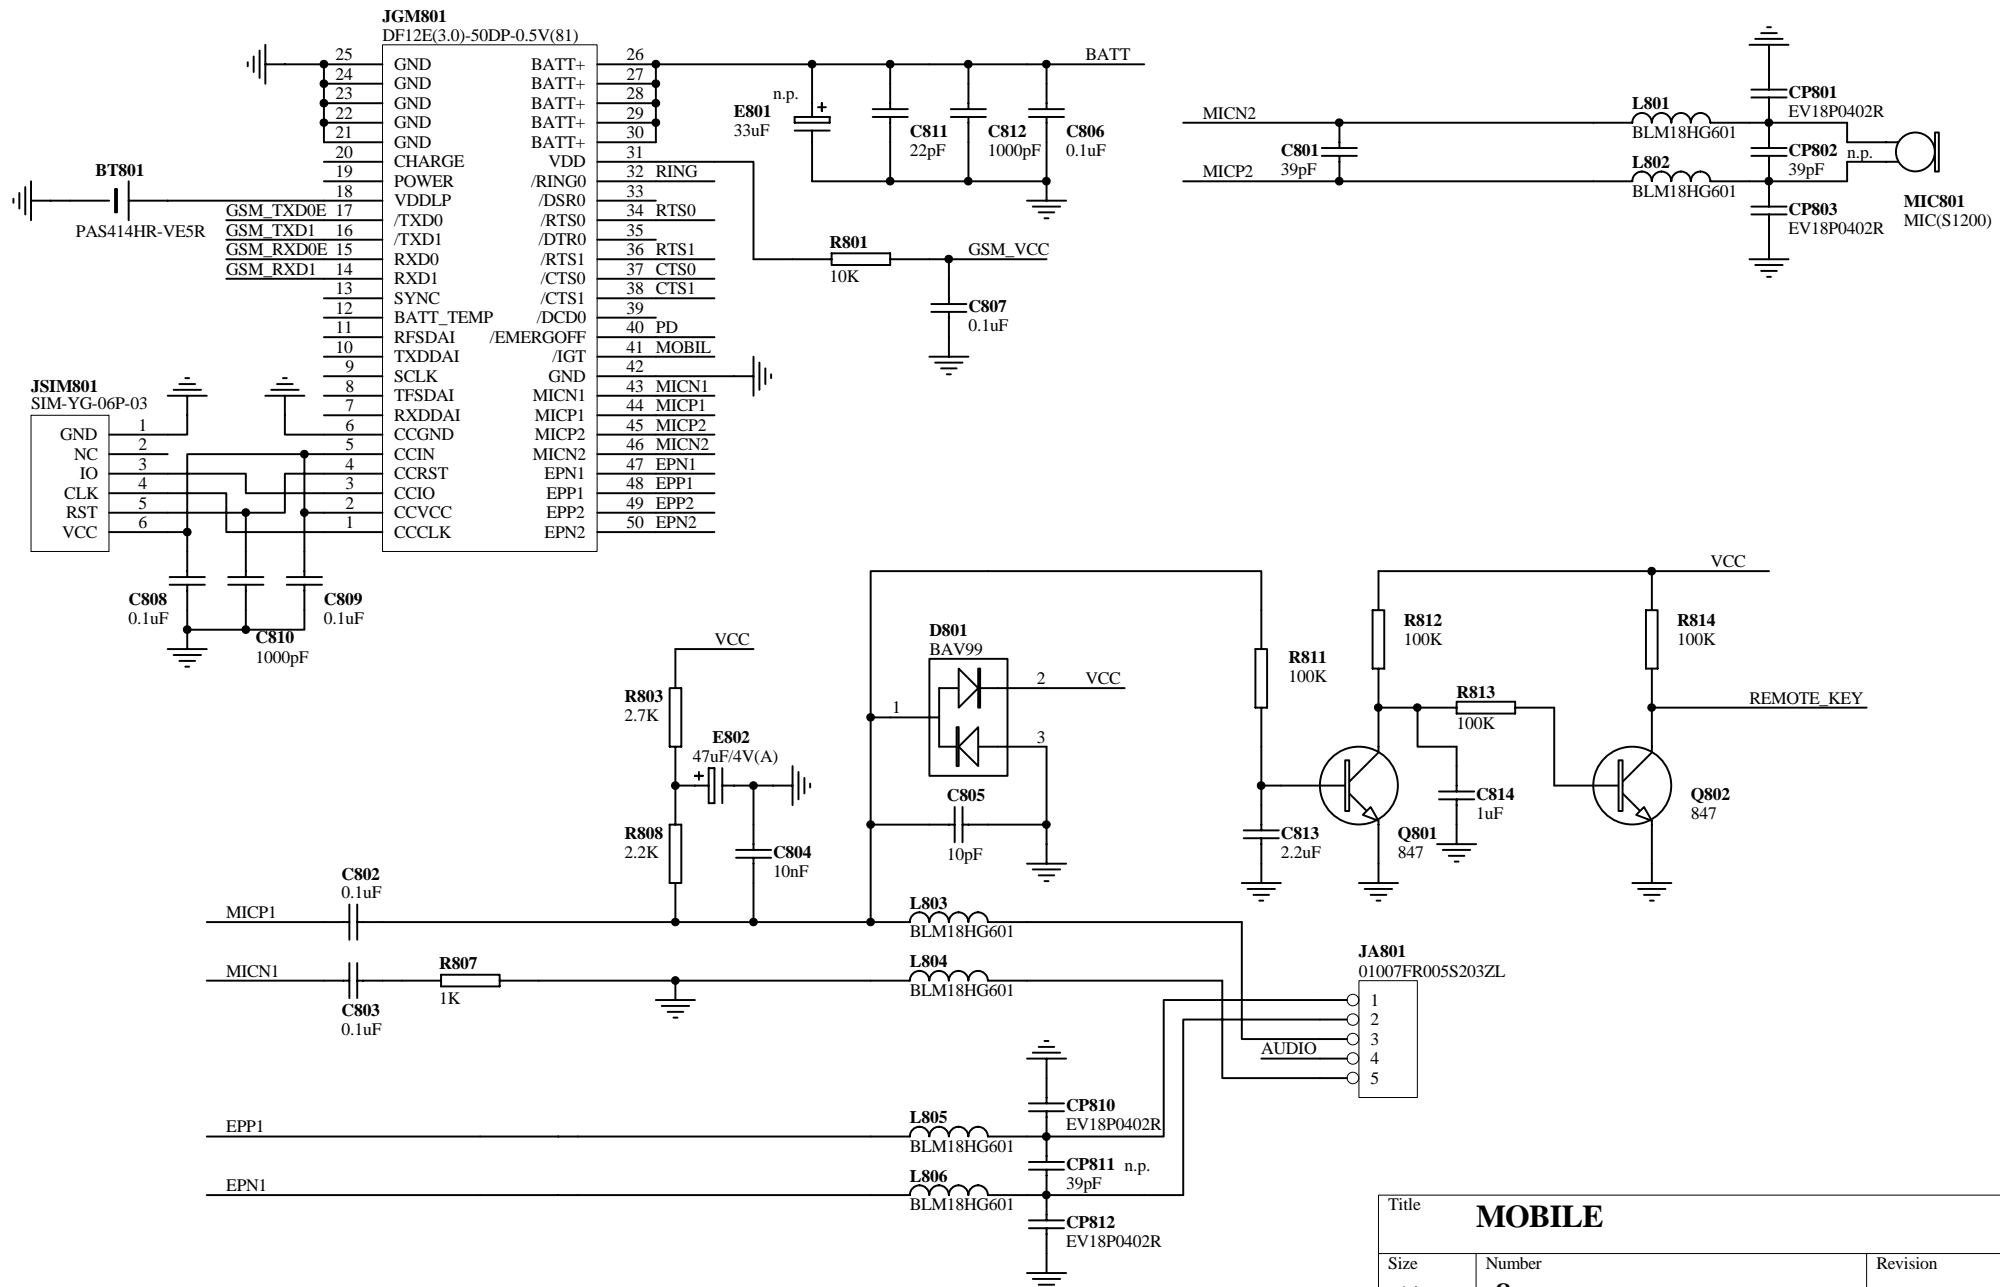 JGM801
DF12E(3.0)-50DP-0.5V(81)
25 GND BATT+ 26 BATT
24 GND BATT+ 27
23 GND BATT+ 28
22 GND BATT+ 29
21 GND BATT+ 30
20 CHARGE VDD 31
19 POWER /RING0 32 RING
18 VDDLP /DSR0 33
GSM_TXD0E 17 /TXD0 /RTS0 34 RTS0
GSM_TXD1 16 /TXD1 /DTR0 35
GSM_RXD0E 15 RXD0 /RTS1 36 RTS1
GSM_RXD1 14 RXD1 /CTS0 37 CTS0
13 SYNC /CTS1 38 CTS1
12 BATT_TEMP /DCD0 39
11 RFSDAI /EMERGOFF 40 PD
10 TXDDAI /IGT 41 MOBIL
9 SCLK GND 42
8 TFSDAI MICN1 43 MICN1
7 RXDDAI MICP1 44 MICP1
6 CCGND MICP2 45 MICP2
5 CCIN MICN2 46 MICN2
4 CCRST EPN1 47 EPN1
3 CCIO EPP1 48 EPP1
2 CCVCC EPP2 49 EPP2
1 CCCLK EPN2 50 EPN2
BT801
PAS414HR-VE5R
JSIM801
SIM-YG-06P-03
GND 1
NC 2
IO 3
CLK 4
RST 5
VCC 6
C808
0.1uF
C810
1000pF
C809
0.1uF
n.p.
E801 +
33uF
C811
22pF
C812
1000pF
C806
0.1uF
R801
10K
GSM_VCC
C807
0.1uF
MICN2
MICP2
C801
39pF
L801
BLM18HG601
L802
BLM18HG601
CP801
EV18P0402R
CP802 n.p.
39pF
CP803
EV18P0402R
MIC801
MIC(S1200)
VCC
R803
2.7K
E802
47uF/4V(A)
+
R808
2.2K
C804
10nF
D801
BAV99
1
2 VCC
3
C805
10pF
R811
100K
C813
2.2uF
VCC
R812
100K
R814
100K
R813
100K
REMOTE_KEY
Q801
847
C814
1uF
Q802
847
MICP1
C802
0.1uF
MICN1
C803
0.1uF
R807
1K
L803
BLM18HG601
L804
BLM18HG601
JA801
01007FR005S203ZL
1
2
3
AUDIO 4
5
EPP1
L805
BLM18HG601
EPN1
L806
BLM18HG601
CP810
EV18P0402R
CP811 n.p.
39pF
CP812
EV18P0402R
Title
MOBILE
Size
Number
Revision